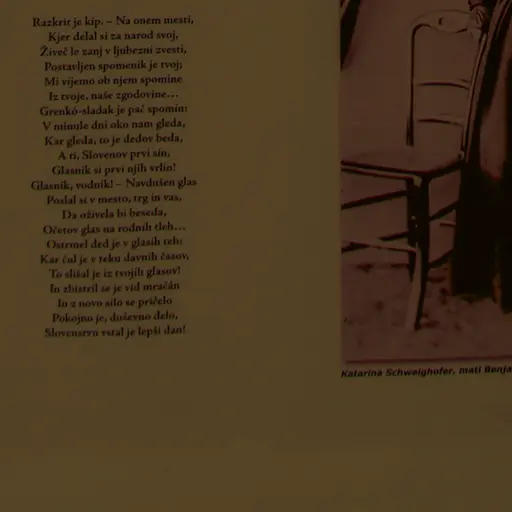 Razkrit je kip. – Na onem mesti,
Kjer delal si za narod svoj,
Živeč le zanj v ljubezni zvesti,
Postavljen spomenik je tvoj;
Mi vijemo ob njem spomine
Iz tvoje, naše zgodovine...
Grenko-sladak je pač spomin:
V minule dni oko nam gleda,
Kar gleda, to je dedov beda,
A ti, Slovenov prvi sin,
Glasnik si prvi njih vrlin!
Glasnik, vodnik! – Navdušen glas
Poslal si v mesto, trg in vas,
Da oživela bi beseda,
Očetov glas na rodnih tleh...
Ostrmel ded je v glasih teh:
Kar čul je v teku davnih časov,
To slišal je iz tvojih glasov!
In zbistril se je vid mračán
In z novo silo se pričelo
Pokojno je, duševno delo,
Slovenstvu vstal je lepši dan!
Katarina Schweighofer, mati Benja